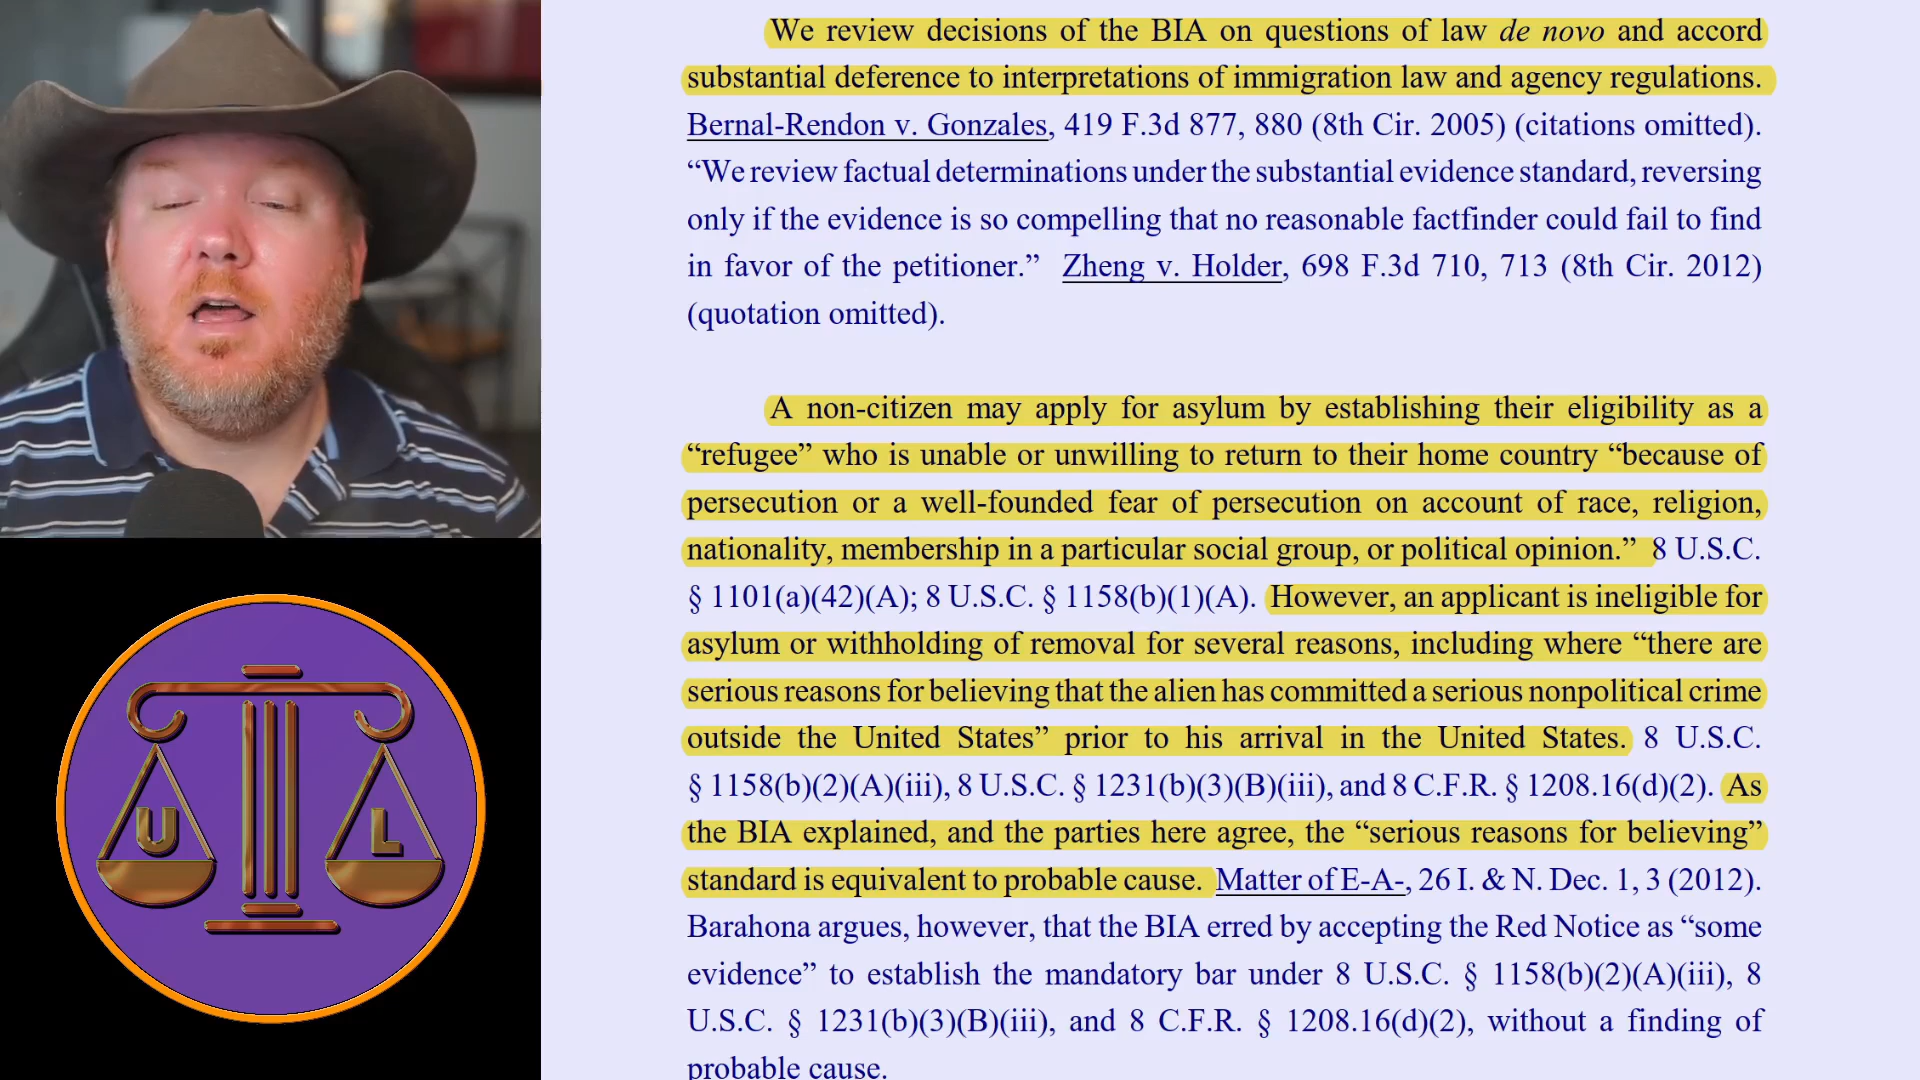 We review decisions of the BIA on questions of law de novo and accord
substantial deference to interpretations of immigration law and agency regulations.
Bernal-Rendon v. Gonzales, 419 F.3d 877, 880 (8th Cir. 2005) (citations omitted).
“We review factual determinations under the substantial evidence standard, reversing
only if the evidence is so compelling that no reasonable factfinder could fail to find
in favor of the petitioner.” Zheng v. Holder, 698 F.3d 710, 713 (8th Cir. 2012)
(quotation omitted).
A non-citizen may apply for asylum by establishing their eligibility as a
“refugee” who is unable or unwilling to return to their home country “because of
persecution or a well-founded fear of persecution on account of race, religion,
nationality, membership in a particular social group, or political opinion.” 8 U.S.C.
§ 1101(a)(42)(A); 8 U.S.C. § 1158(b)(1)(A). However, an applicant is ineligible for
asylum or withholding of removal for several reasons, including where “there are
serious reasons for believing that the alien has committed a serious nonpolitical crime
outside the United States” prior to his arrival in the United States. 8 U.S.C.
§ 1158(b)(2)(A)(iii), 8 U.S.C. § 1231(b)(3)(B)(iii), and 8 C.F.R. § 1208.16(d)(2). As
the BIA explained, and the parties here agree, the “serious reasons for believing”
standard is equivalent to probable cause. Matter of E-A-, 26 I. & N. Dec. 1, 3 (2012).
Barahona argues, however, that the BIA erred by accepting the Red Notice as “some
evidence” to establish the mandatory bar under 8 U.S.C. § 1158(b)(2)(A)(iii), 8
U.S.C. § 1231(b)(3)(B)(iii), and 8 C.F.R. § 1208.16(d)(2), without a finding of
probable cause.
U L